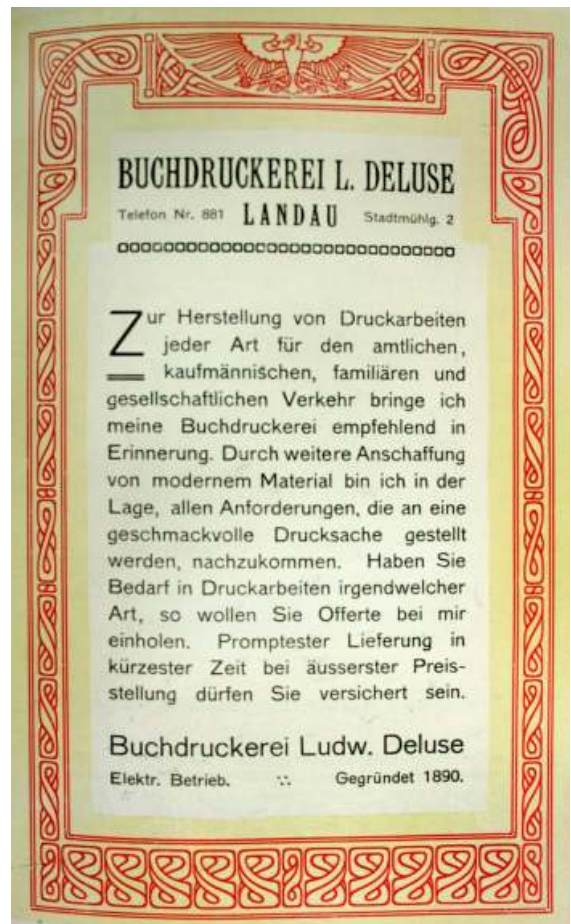 BUCHDRUCKEREI L. DELUSE
Telefon Nr. 881 LANDAU Stadtmühlg. 2
Zur Herstellung von Druckarbeiten
jeder Art für den amtlichen,
kaufmännischen, familiären und
gesellschaftlichen Verkehr bringe ich
meine Buchdruckerei empfehlend in
Erinnerung. Durch weitere Anschaffung
von modernem Material bin ich in der
Lage, allen Anforderungen, die an eine
geschmackvolle Drucksache gestellt
werden, nachzukommen. Haben Sie
Bedarf in Druckarbeiten irgendwelcher
Art, so wollen Sie Offerte bei mir
einholen. Promptester Lieferung in
kürzester Zeit bei äusserster Preis-
stellung dürfen Sie versichert sein.
Buchdruckerei Ludw. Deluse
Elektr. Betrieb. ∵ Gegründet 1890.